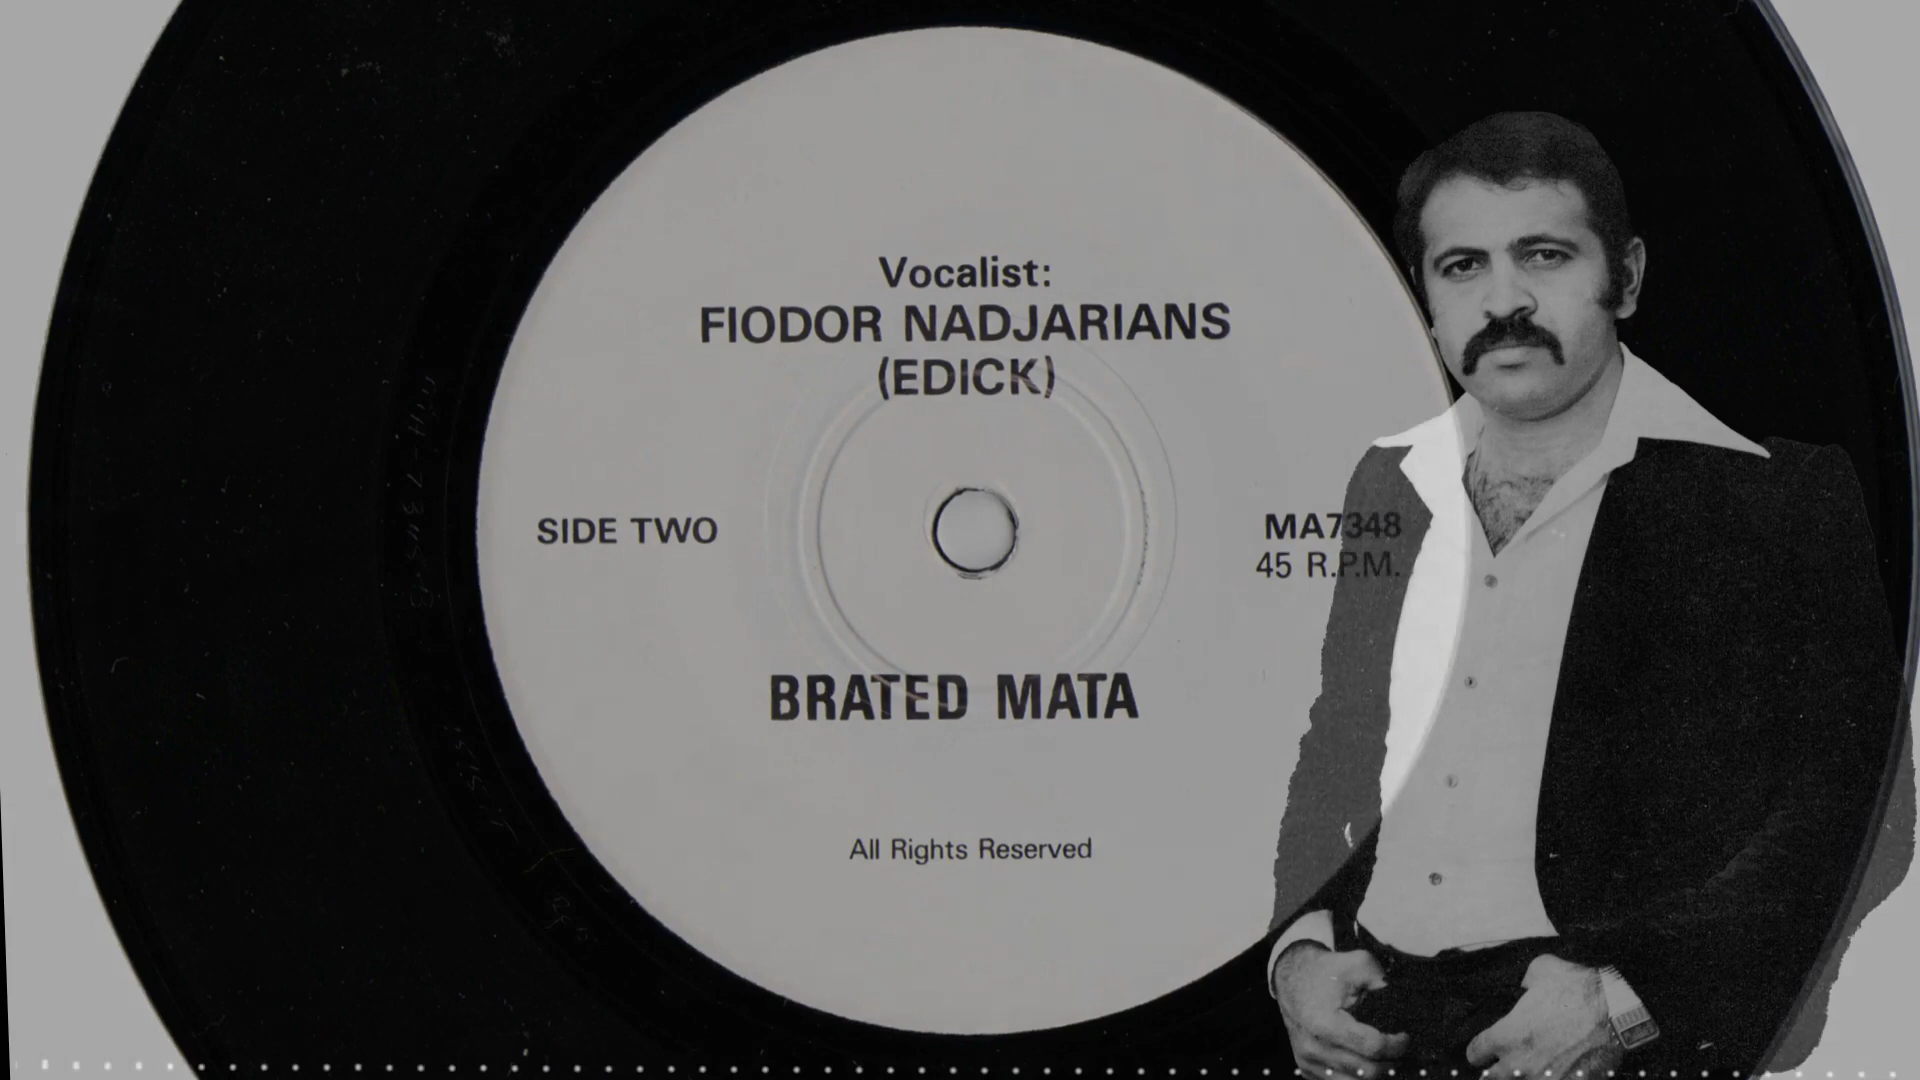 Vocalist:
FIODOR NADJARIANS
(EDICK)
SIDE TWO
MA7348
45 R.P.M.
BRATED MATA
All Rights Reserved